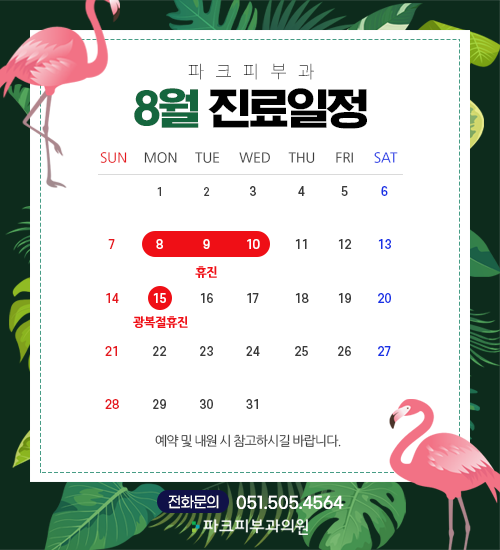 파크피부과
8월 진료일정
SUN MON TUE WED THU FRI SAT
1 2 3 4 5 6
7 8 9 10 11 12 13
휴진
14 15 16 17 18 19 20
광복절휴진
21 22 23 24 25 26 27
28 29 30 31
예약 및 내원 시 참고하시길 바랍니다.
전화문의 051.505.4564
파크피부과의원